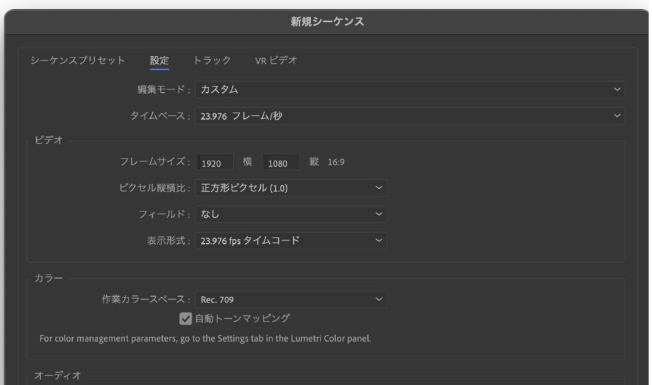 新規シーケンス
シーケンスプリセット 設定 トラック VR ビデオ
編集モード : カスタム
タイムベース : 23.976 フレーム/秒
ビデオ
フレームサイズ : 1920 横 1080 縦 16:9
ピクセル縦横比 : 正方形ピクセル (1.0)
フィールド : なし
表示形式 : 23.976 fps タイムコード
カラー
作業カラースペース : Rec. 709
自動トーンマッピング
For color management parameters, go to the Settings tab in the Lumetri Color panel.
オーディオ